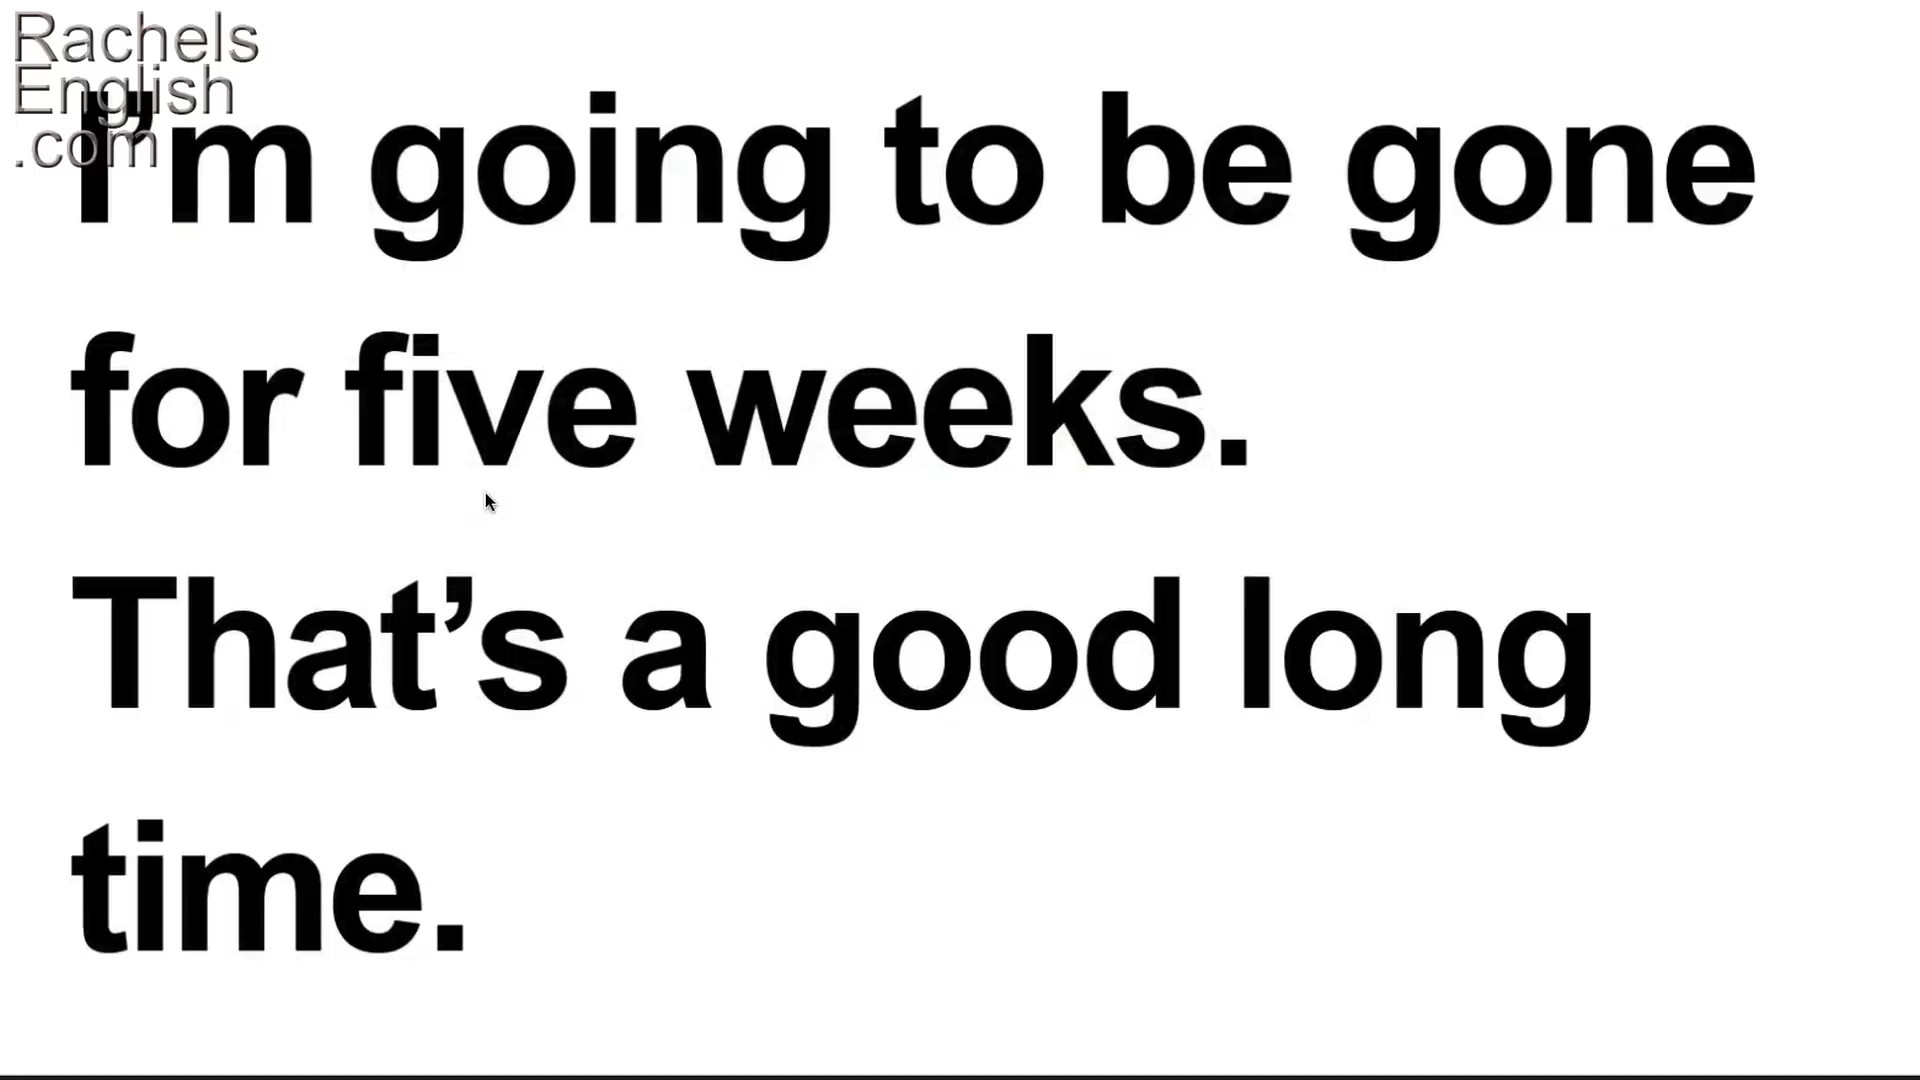 Rachels
English
.com
I’m going to be gone
for five weeks.
That’s a good long
time.